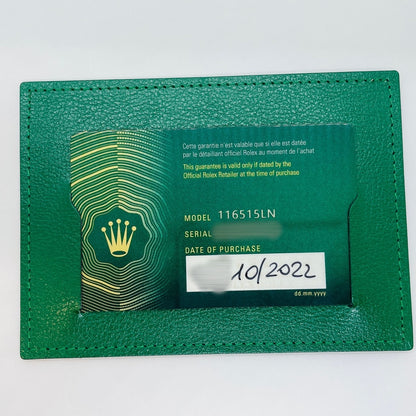 Cette garantie n'est valable que si elle est datée
par le détaillant officiel Rolex au moment de l'achat
This guarantee is valid only if dated by the
Official Rolex Retailer at the time of purchase
MODEL 116515LN
SERIAL
DATE OF PURCHASE
10/2022
dd.mm.yyyy